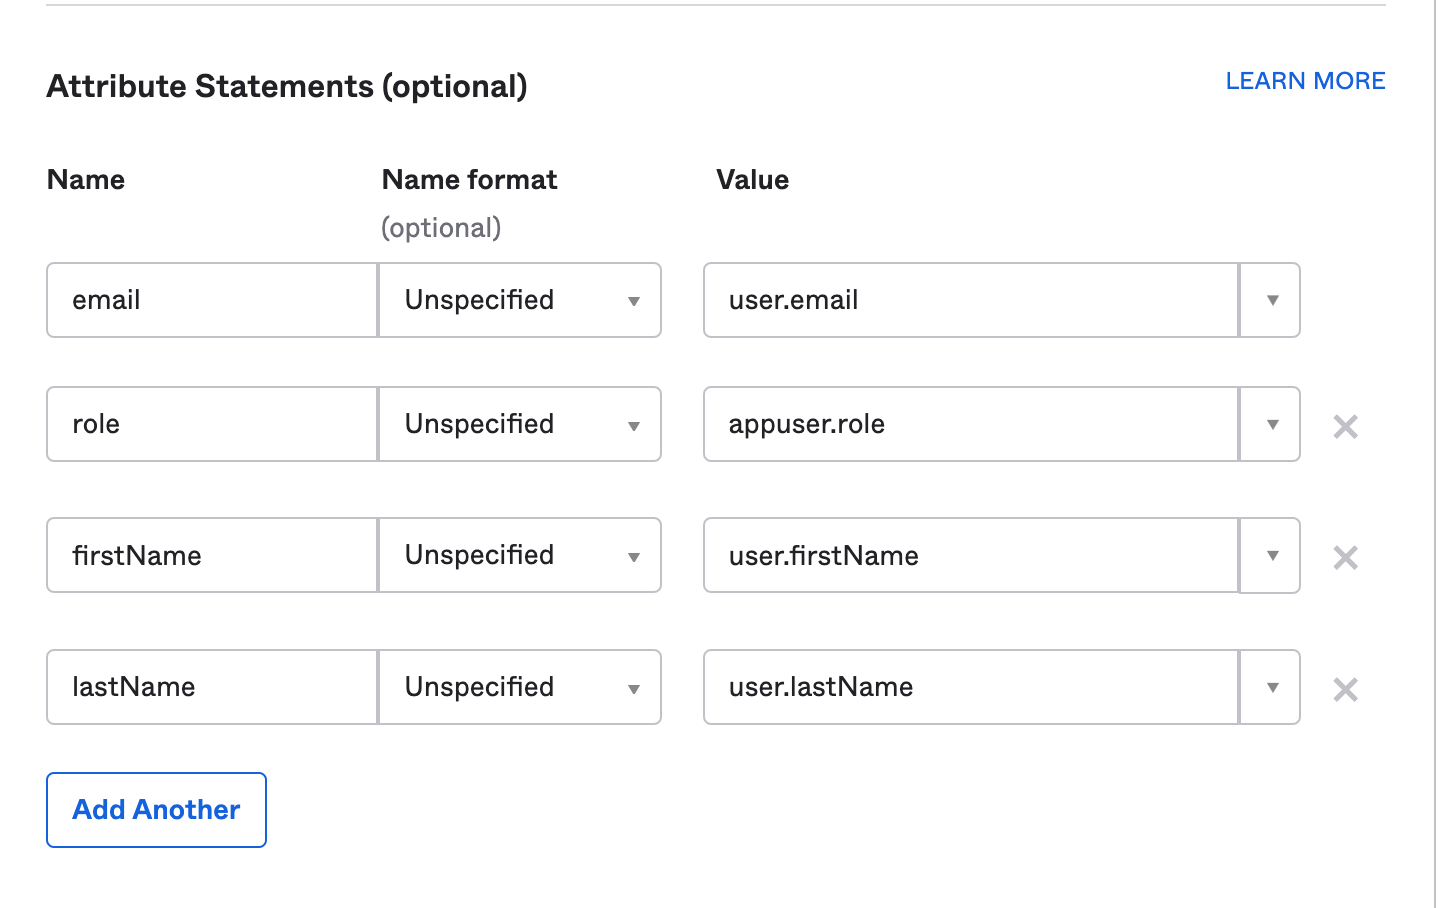 Attribute Statements (optional)
LEARN MORE
Name
Name format
Value
(optional)
email
Unspecified
user.email
role
Unspecified
appuser.role
firstName
Unspecified
user.firstName
lastName
Unspecified
user.lastName
Add Another